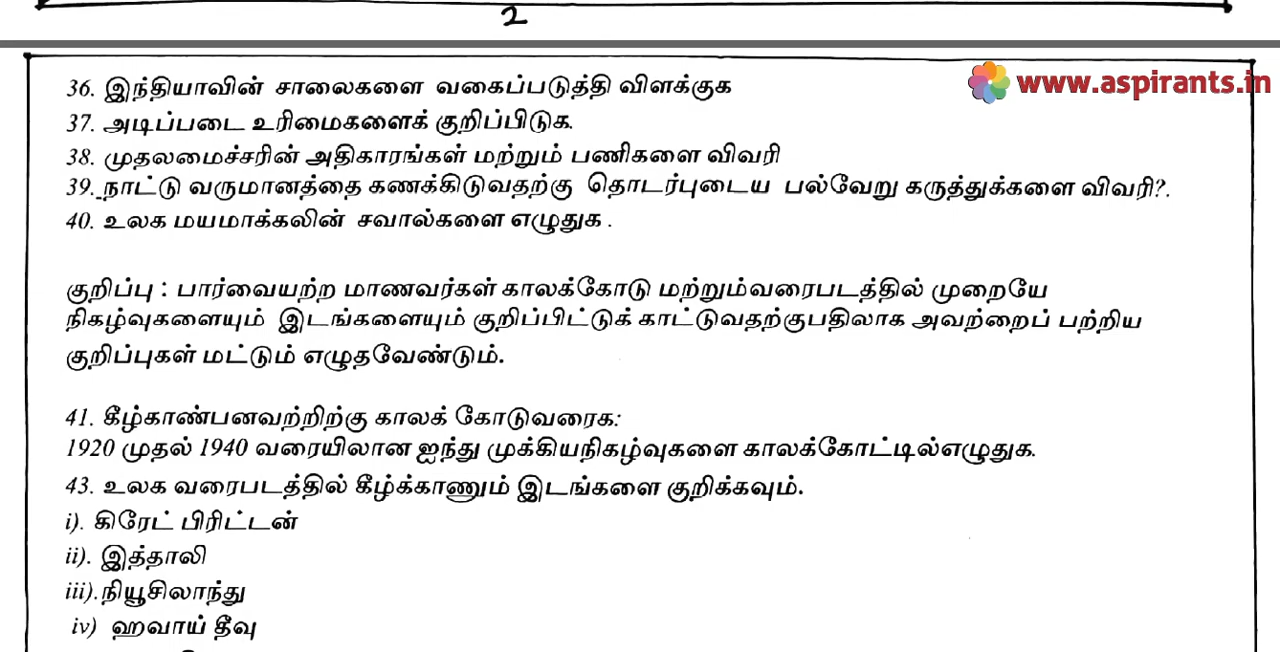 2
www.aspirants.in
36. இந்தியாவின் சாலைகளை வகைப்படுத்தி விளக்குக
37. அடிப்படை உரிமைகளைக் குறிப்பிடுக.
38. முதலமைச்சரின் அதிகாரங்கள் மற்றும் பணிகளை விவரி
39. நாட்டு வருமானத்தை கணக்கிடுவதற்கு தொடர்புடைய பல்வேறு கருத்துக்களை விவரி?.
40. உலக மயமாக்கலின் சவால்களை எழுதுக .
குறிப்பு : பார்வையற்ற மாணவர்கள் காலக்கோடு மற்றும்வரைபடத்தில் முறையே
நிகழ்வுகளையும் இடங்களையும் குறிப்பிட்டுக் காட்டுவதற்குபதிலாக அவற்றைப் பற்றிய
குறிப்புகள் மட்டும் எழுதவேண்டும்.
41. கீழ்காண்பனவற்றிற்கு காலக் கோடுவரைக:
1920 முதல் 1940 வரையிலான ஐந்து முக்கியநிகழ்வுகளை காலக்கோட்டில்எழுதுக.
43. உலக வரைபடத்தில் கீழ்க்காணும் இடங்களை குறிக்கவும்.
i). கிரேட் பிரிட்டன்
ii). இத்தாலி
iii).நியூசிலாந்து
iv) ஹவாய் தீவு